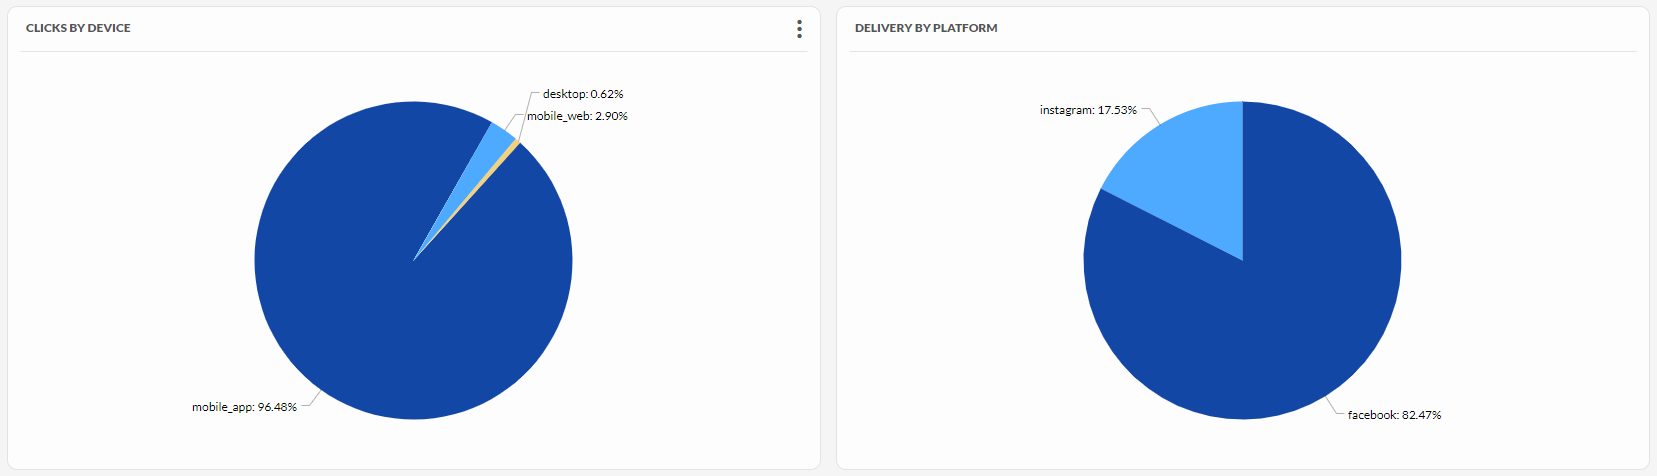 CLICKS BY DEVICE
desktop: 0.62%
mobile_web: 2.90%
mobile_app: 96.48%
DELIVERY BY PLATFORM
instagram: 17.53%
facebook: 82.47%